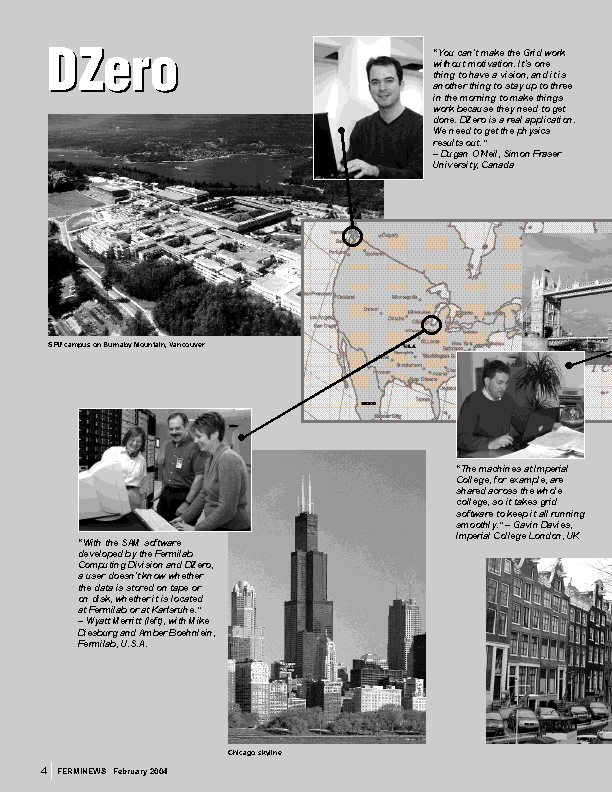 DZero
"You can't make the Grid work
without motivation. It's one
thing to have a vision, and it is
another thing to stay up to three
in the morning to make things
work because they need to get
done. DZero is a real application.
We need to get the physics
results out."
– Dugan O'Neil, Simon Fraser
University, Canada
SFU campus on Burnaby Mountain, Vancouver
"The machines at Imperial
College, for example, are
shared across the whole
college, so it takes grid
software to keep it all running
smoothly." – Gavin Davies,
Imperial College London, UK
"With the SAM software
developed by the Fermilab
Computing Division and DZero,
a user doesn't know whether
the data is stored on tape or
on disk, whether it is located
at Fermilab or at Karlsruhe."
– Wyatt Merritt (left), with Mike
Diesburg and Amber Boehnlein,
Fermilab, U.S.A.
Chicago skyline
4 FERMINEWS February 2004